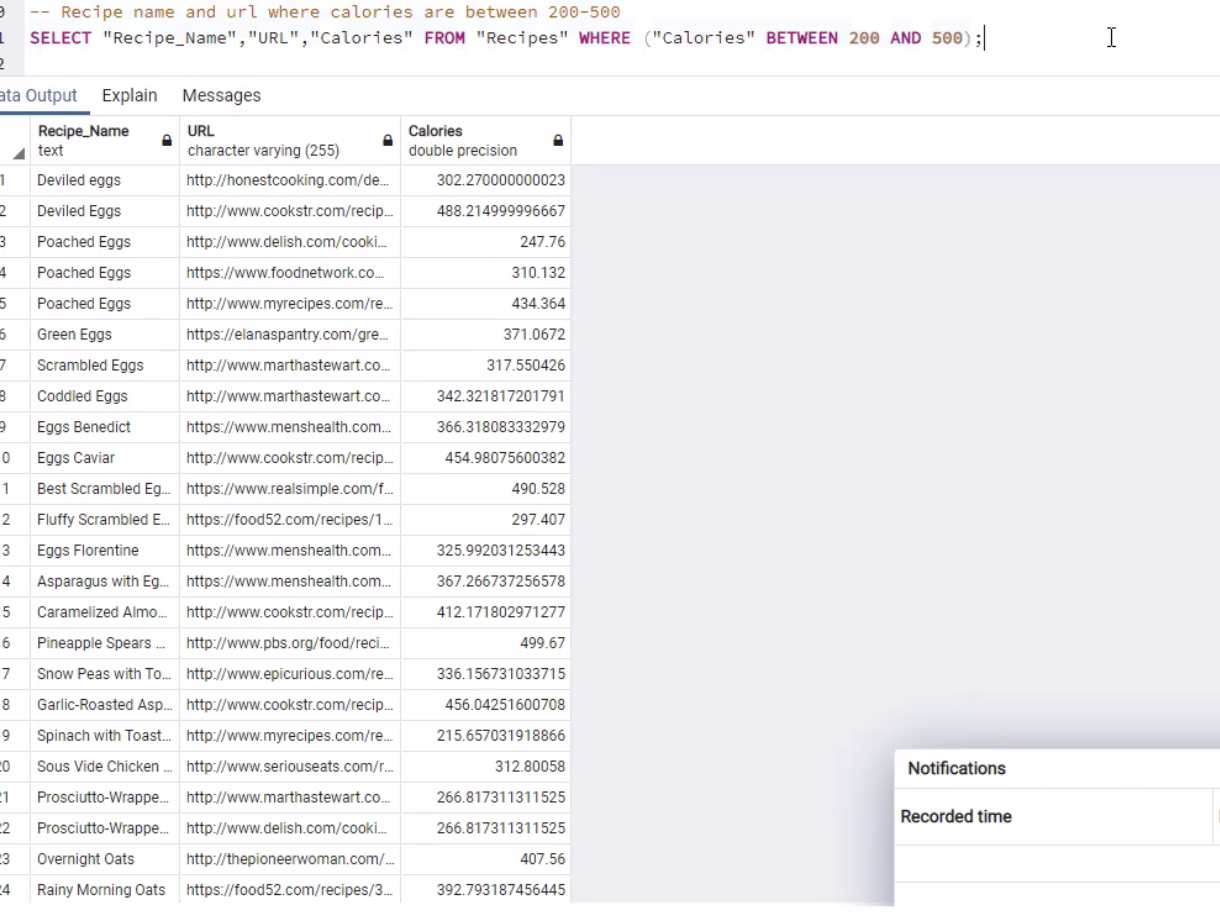 -- Recipe name and url where calories are between 200-500
SELECT "Recipe_Name","URL","Calories" FROM "Recipes" WHERE ("Calories" BETWEEN 200 AND 500);
ata Output Explain Messages
Recipe_Name URL Calories
text character varying (255) double precision
1 Deviled eggs http://honestcooking.com/de... 302.270000000023
2 Deviled Eggs http://www.cookstr.com/recip... 488.214999996667
3 Poached Eggs http://www.delish.com/cooki... 247.76
4 Poached Eggs https://www.foodnetwork.co... 310.132
5 Poached Eggs http://www.myrecipes.com/re... 434.364
6 Green Eggs https://elanaspantry.com/gre... 371.0672
7 Scrambled Eggs http://www.marthastewart.co... 317.550426
8 Coddled Eggs http://www.marthastewart.co... 342.321817201791
9 Eggs Benedict https://www.menshealth.com... 366.318083332979
0 Eggs Caviar http://www.cookstr.com/recip... 454.98075600382
1 Best Scrambled Eg... https://www.realsimple.com/f... 490.528
2 Fluffy Scrambled E... https://food52.com/recipes/1... 297.407
3 Eggs Florentine https://www.menshealth.com... 325.992031253443
4 Asparagus with Eg... https://www.menshealth.com... 367.266737256578
5 Caramelized Almo... http://www.cookstr.com/recip... 412.171802971277
6 Pineapple Spears ... http://www.pbs.org/food/reci... 499.67
7 Snow Peas with To... http://www.epicurious.com/re... 336.156731033715
8 Garlic-Roasted Asp... http://www.cookstr.com/recip... 456.04251600708
9 Spinach with Toast... http://www.myrecipes.com/re... 215.657031918866
20 Sous Vide Chicken ... http://www.seriouseats.com/r... 312.80058
21 Prosciutto-Wrappe... http://www.marthastewart.co... 266.817311311525
22 Prosciutto-Wrappe... http://www.delish.com/cooki... 266.817311311525
23 Overnight Oats http://thepioneerwoman.com/... 407.56
24 Rainy Morning Oats https://food52.com/recipes/3... 392.793187456445
Notifications
Recorded time